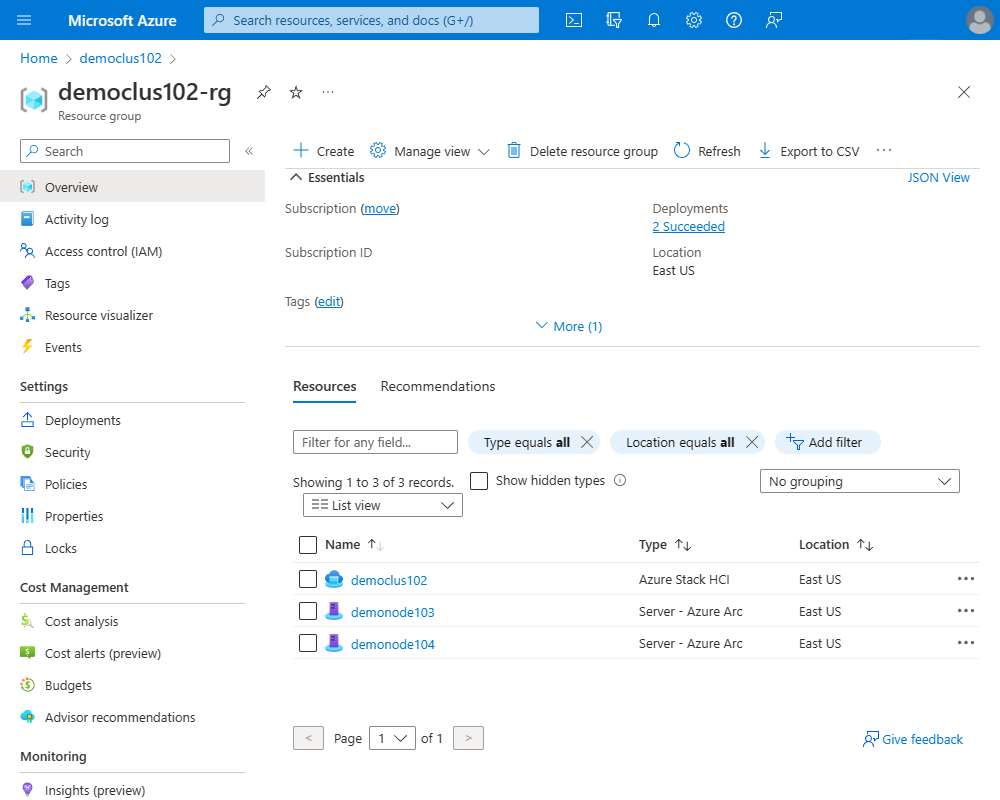 Microsoft Azure
Search resources, services, and docs (G+/)
Home > democlus102 >
democlus102-rg
Resource group
Search
Overview
Activity log
Access control (IAM)
Tags
Resource visualizer
Events
Settings
Deployments
Security
Policies
Properties
Locks
Cost Management
Cost analysis
Cost alerts (preview)
Budgets
Advisor recommendations
Monitoring
Insights (preview)
Create Manage view Delete resource group Refresh Export to CSV
Essentials JSON View
Subscription (move) Deployments
2 Succeeded
Subscription ID Location
East US
Tags (edit)
More (1)
Resources Recommendations
Filter for any field... Type equals all Location equals all Add filter
Showing 1 to 3 of 3 records. Show hidden types No grouping
List view
Name Type Location
democlus102 Azure Stack HCI East US
demonode103 Server - Azure Arc East US
demonode104 Server - Azure Arc East US
< Page 1 of 1 > Give feedback